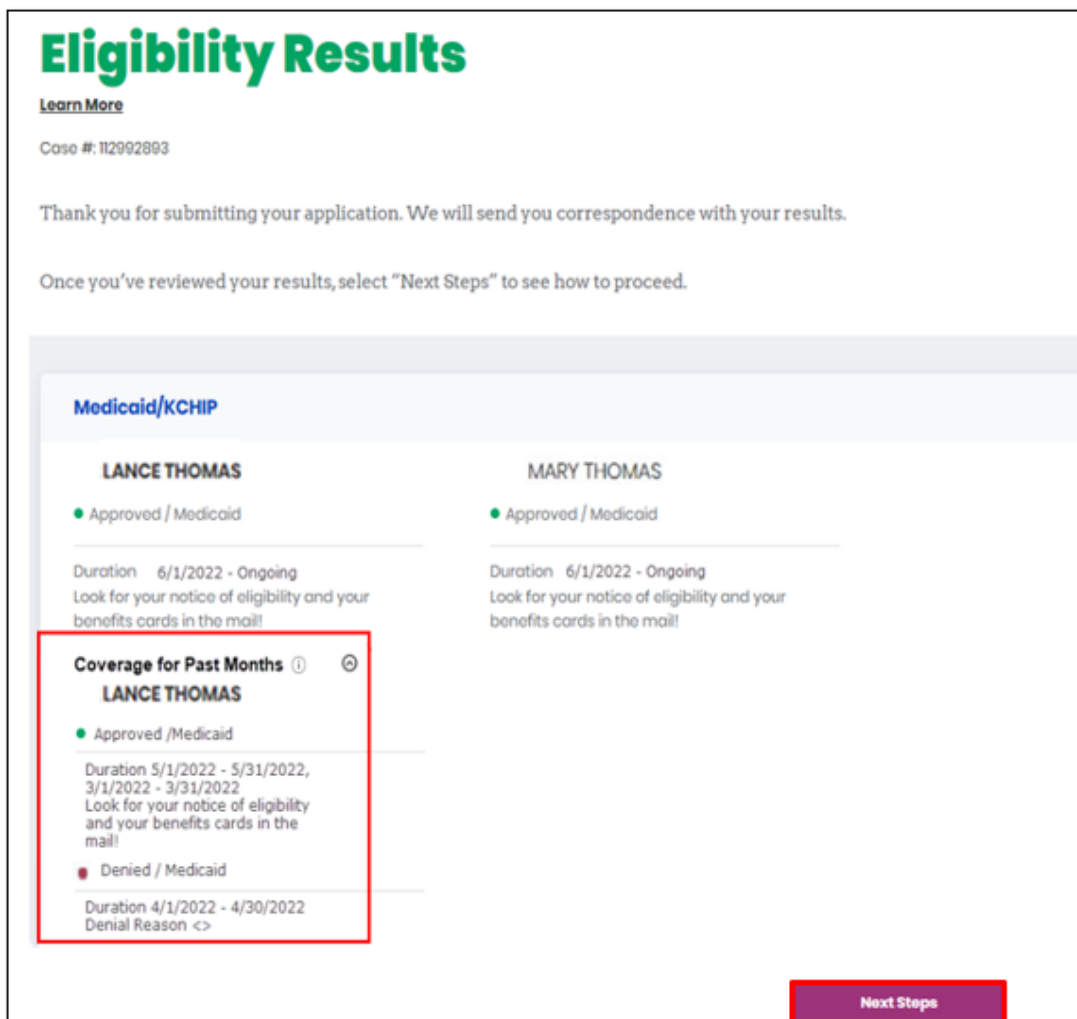 Eligibility Results
Learn More
Case #: 112992893
Thank you for submitting your application. We will send you correspondence with your results.
Once you've reviewed your results, select "Next Steps" to see how to proceed.
Medicaid/KCHIP
LANCE THOMAS
Approved / Medicaid
Duration 6/1/2022 - Ongoing
Look for your notice of eligibility and your
benefits cards in the mail!
MARY THOMAS
Approved / Medicaid
Duration 6/1/2022 - Ongoing
Look for your notice of eligibility and your
benefits cards in the mail!
Coverage for Past Months
LANCE THOMAS
Approved /Medicaid
Duration 5/1/2022 - 5/31/2022,
3/1/2022 - 3/31/2022
Look for your notice of eligibility
and your benefits cards in the
mail!
Denied / Medicaid
Duration 4/1/2022 - 4/30/2022
Denial Reason <>
Next Steps